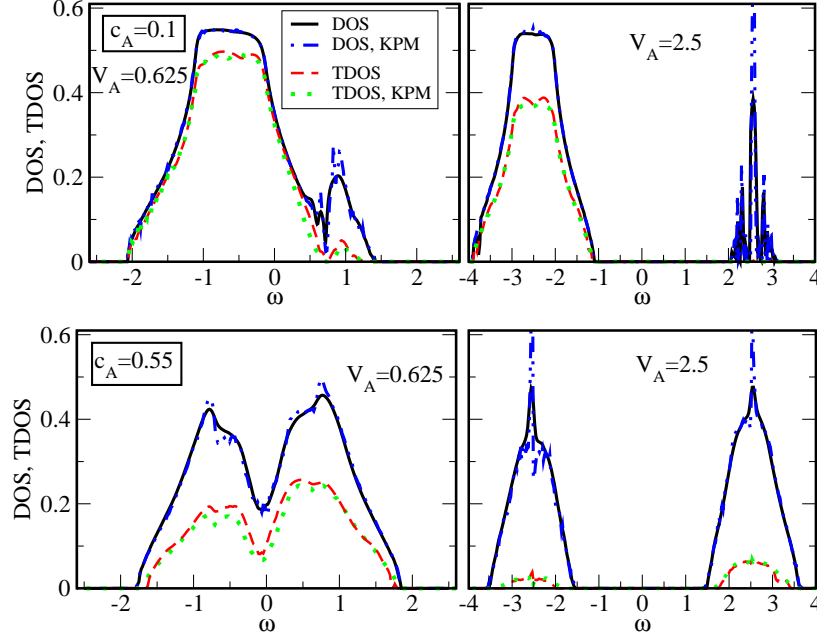 0.6
c_A=0.1
V_A=0.625
DOS
DOS, KPM
TDOS
TDOS, KPM
V_A=2.5
0.4
0.2
0
DOS, TDOS
-2 -1 0 1 2
-4 -3 -2 -1 0 1 2 3 4
ω
ω
0.6
c_A=0.55
V_A=0.625
V_A=2.5
0.4
0.2
0
DOS, TDOS
-2 -1 0 1 2
-4 -3 -2 -1 0 1 2 3 4
ω
ω